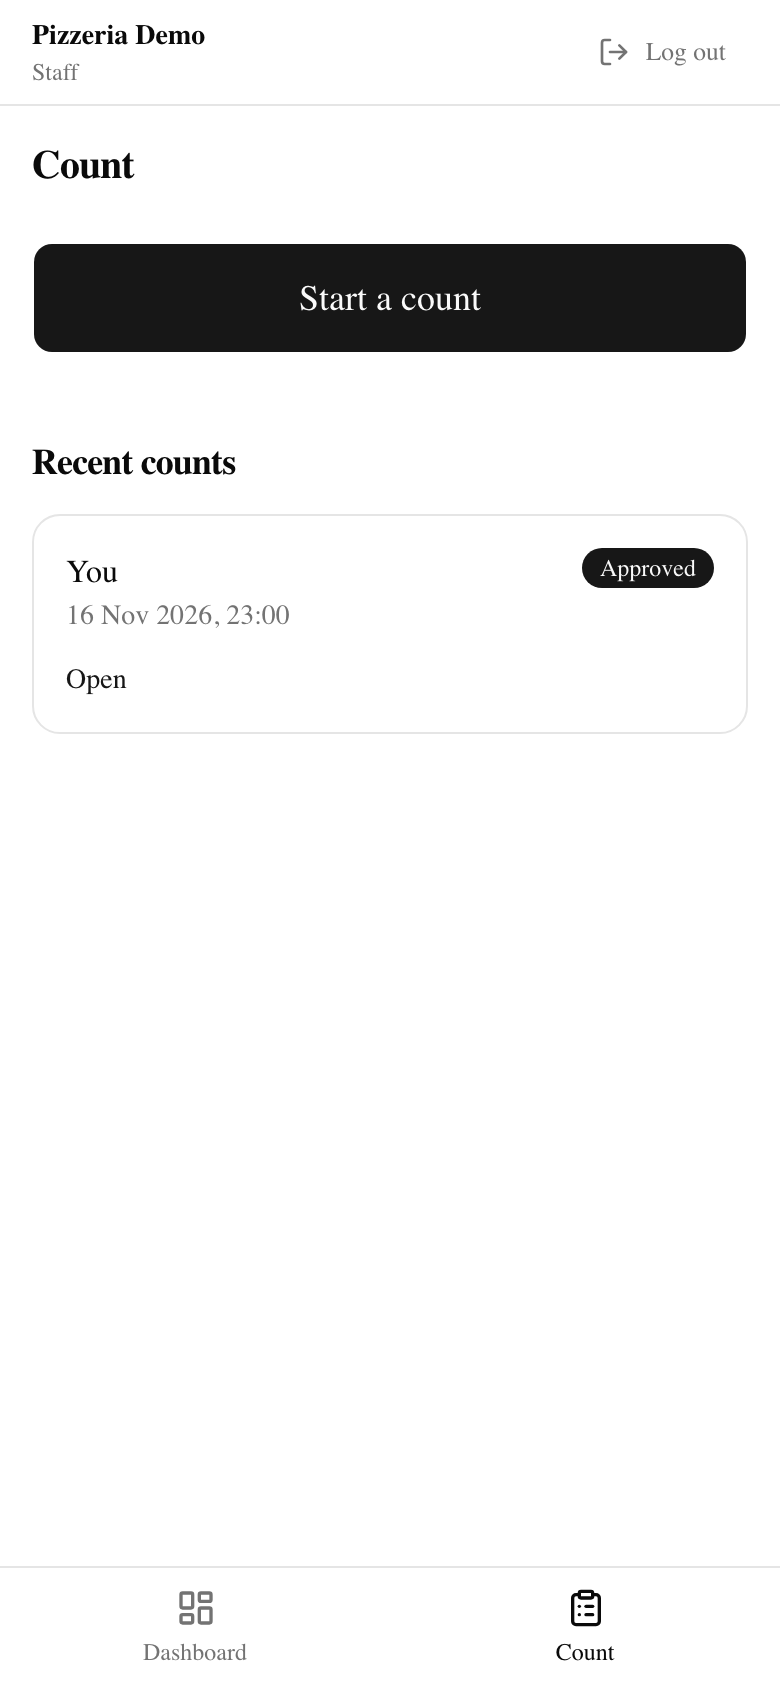 Pizzeria Demo
Staff
Log out
Count
Start a count
Recent counts
You
Approved
16 Nov 2026, 23:00
Open
Dashboard
Count